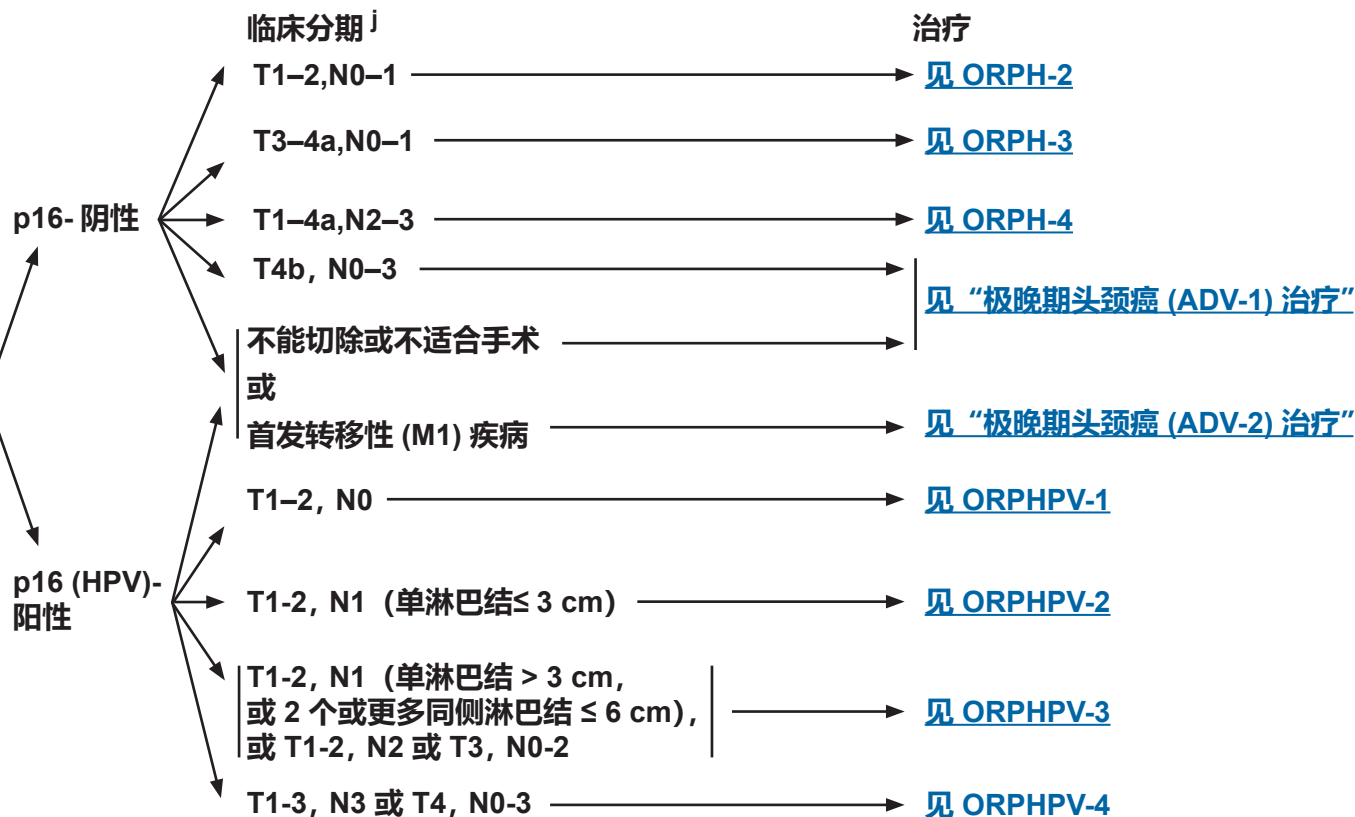 临床分期 j
治疗
T1–2,N0–1
见 ORPH-2
T3–4a,N0–1
见 ORPH-3
p16- 阴性
T1–4a,N2–3
见 ORPH-4
T4b，N0–3
见“极晚期头颈癌 (ADV-1) 治疗”
不能切除或不适合手术
或
首发转移性 (M1) 疾病
见“极晚期头颈癌 (ADV-2) 治疗”
T1–2，N0
见 ORPHPV-1
p16 (HPV)-
阳性
T1-2，N1（单淋巴结≤ 3 cm）
见 ORPHPV-2
T1-2，N1（单淋巴结 > 3 cm，
或 2 个或更多同侧淋巴结 ≤ 6 cm)，
或 T1-2，N2 或 T3，N0-2
见 ORPHPV-3
T1-3，N3 或 T4，N0-3
见 ORPHPV-4